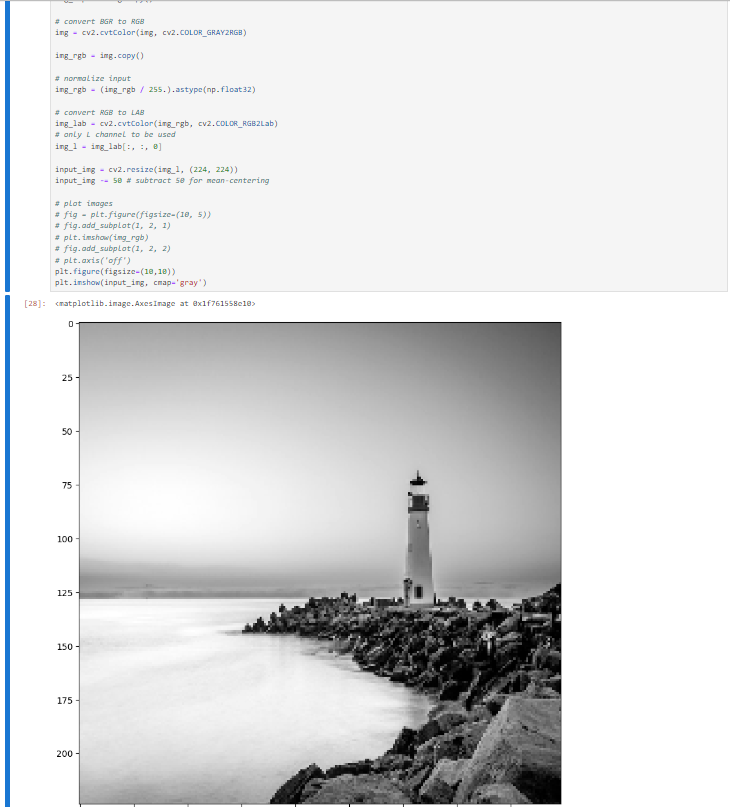 # convert BGR to RGB
img = cv2.cvtColor(img, cv2.COLOR_GRAY2RGB)
img_rgb = img.copy()
# normalize input
img_rgb = (img_rgb / 255.).astype(np.float32)
# convert RGB to LAB
img_lab = cv2.cvtColor(img_rgb, cv2.COLOR_RGB2Lab)
# only L channel to be used
img_l = img_lab[:, :, 0]
input_img = cv2.resize(img_l, (224, 224))
input_img -= 50 # subtract 50 for mean-centering
# plot images
# fig = plt.figure(figsize=(10, 5))
# fig.add_subplot(1, 2, 1)
# plt.imshow(img_rgb)
# fig.add_subplot(1, 2, 2)
# plt.axis('off')
plt.figure(figsize=(10,10))
plt.imshow(input_img, cmap='gray')
[28]: <matplotlib.image.AxesImage at 0x1f761558e10>
0
25
50
75
100
125
150
175
200